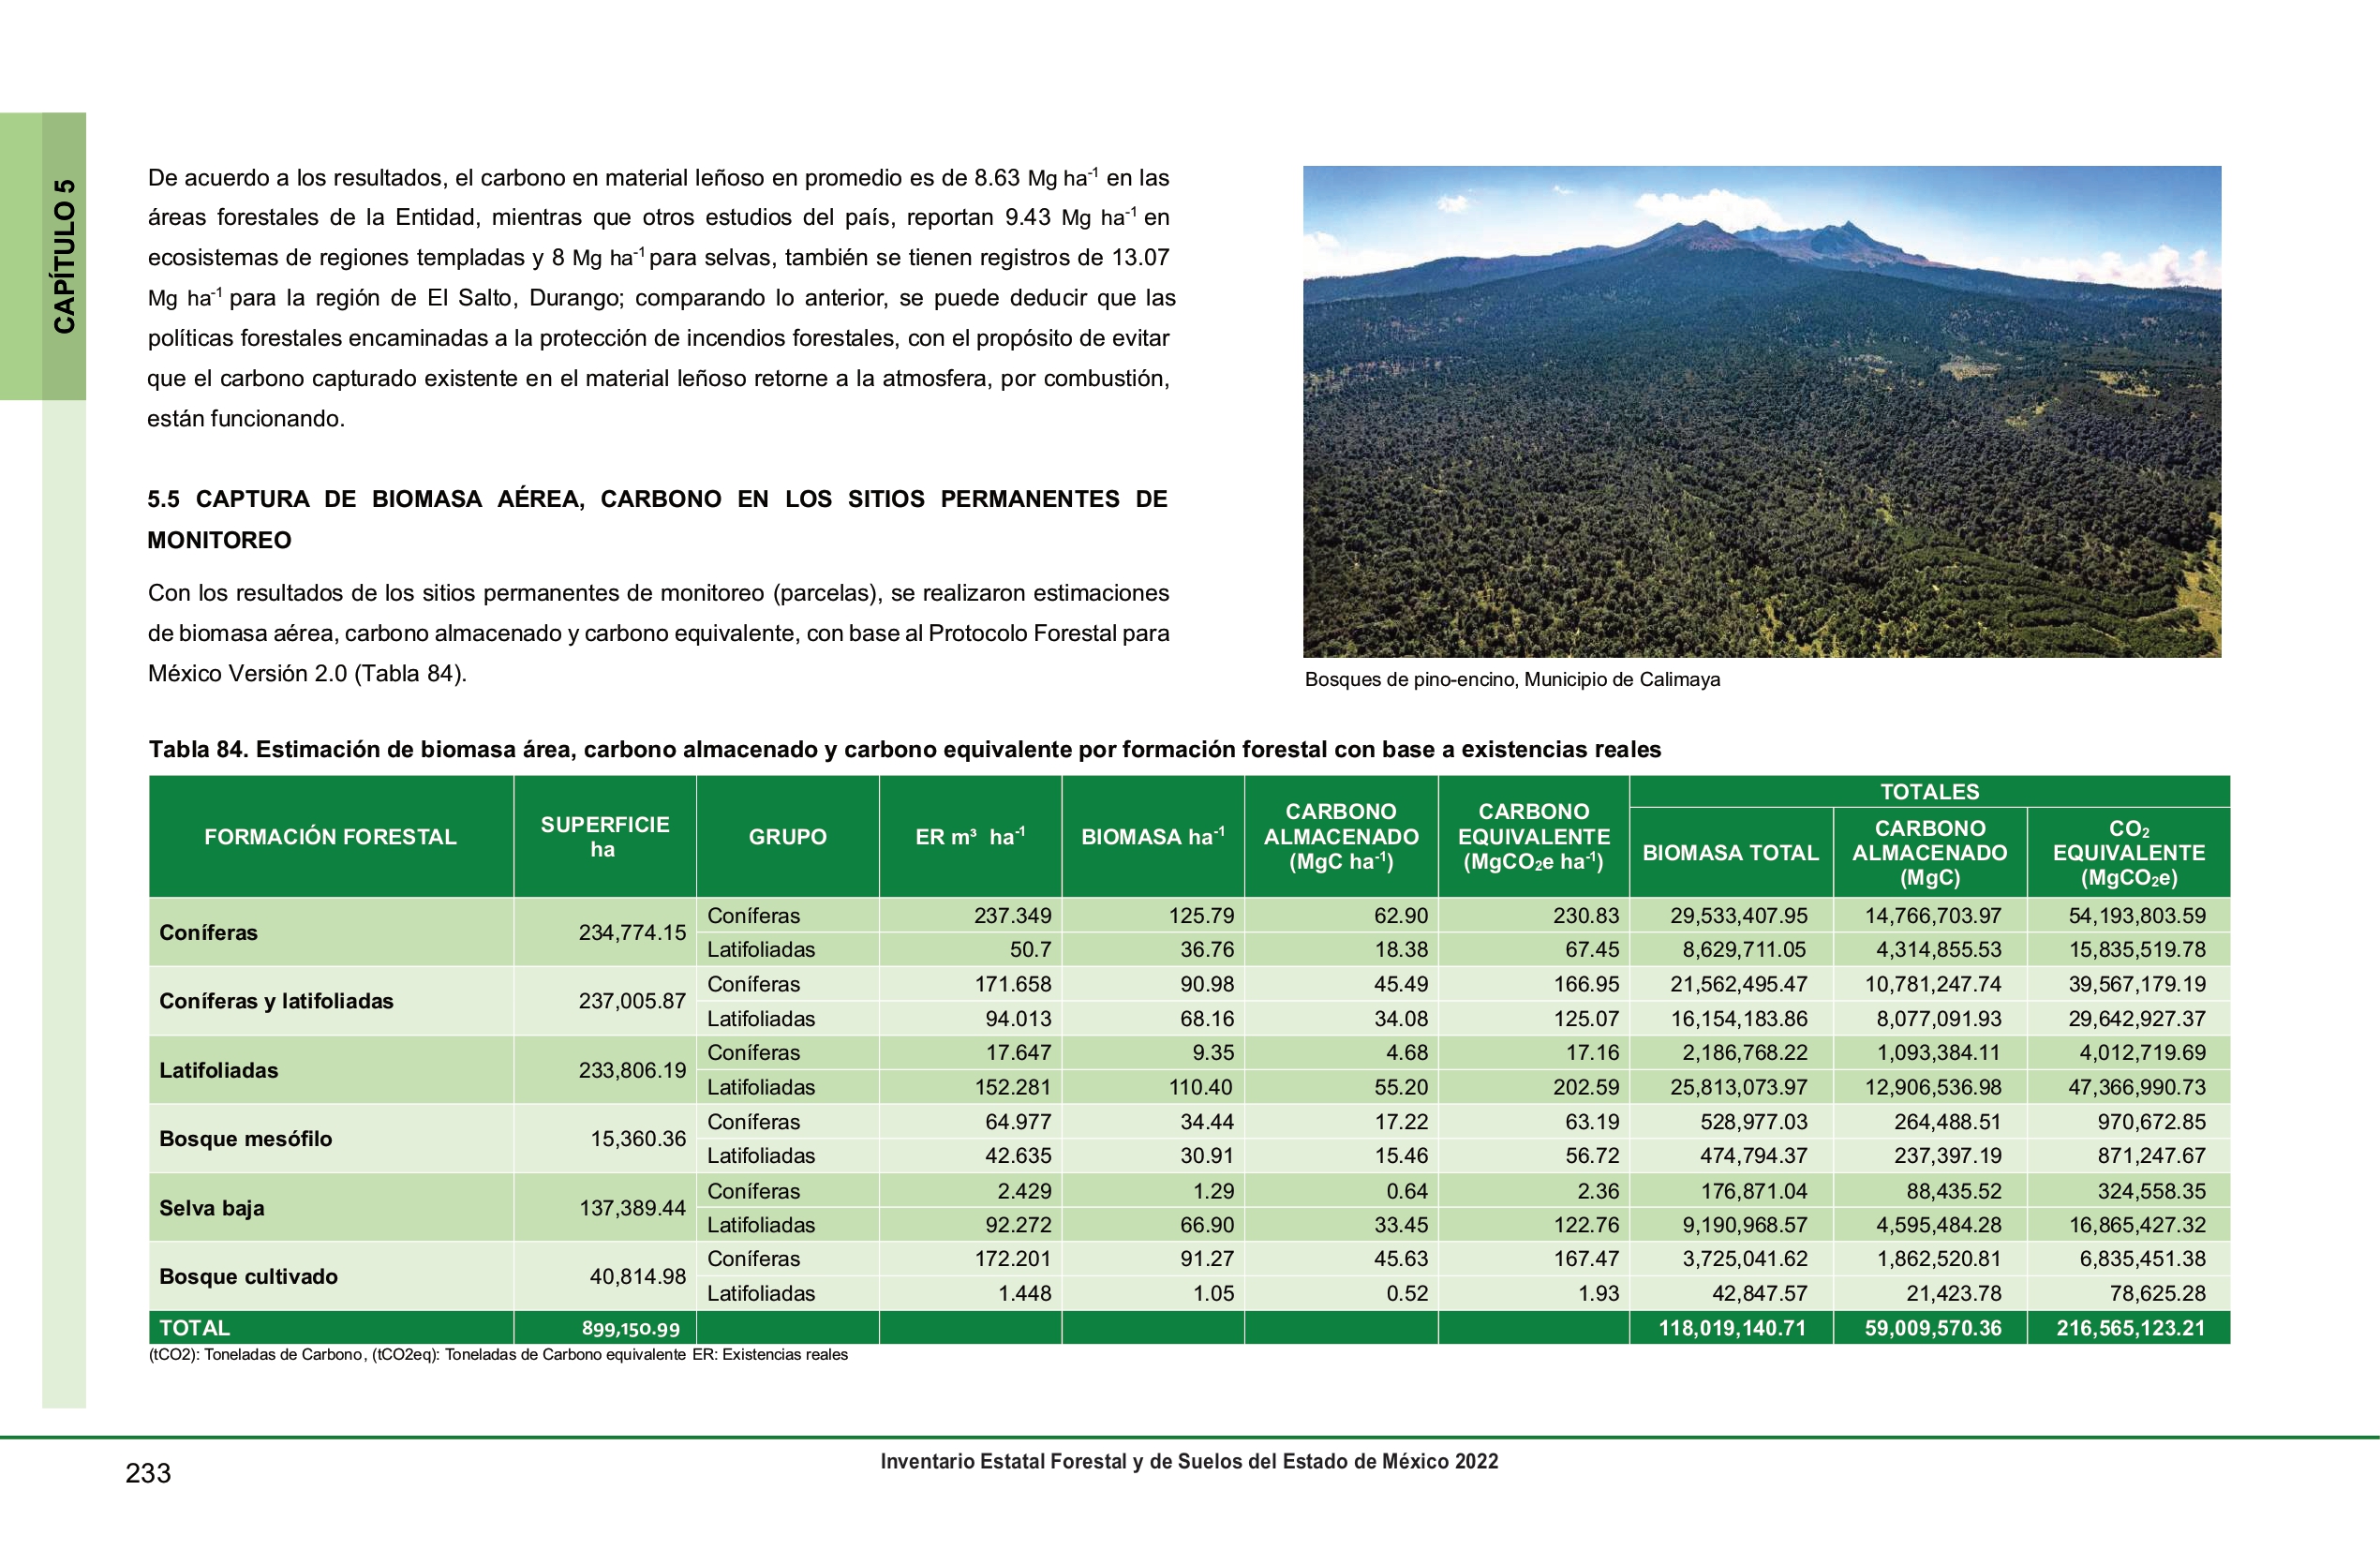 CAPÍTULO 5
De acuerdo a los resultados, el carbono en material leñoso en promedio es de 8.63 Mg ha-1 en las
áreas forestales de la Entidad, mientras que otros estudios del país, reportan 9.43 Mg ha-1 en
ecosistemas de regiones templadas y 8 Mg ha-1 para selvas, también se tienen registros de 13.07
Mg ha-1 para la región de El Salto, Durango; comparando lo anterior, se puede deducir que las
políticas forestales encaminadas a la protección de incendios forestales, con el propósito de evitar
que el carbono capturado existente en el material leñoso retorne a la atmosfera, por combustión,
están funcionando.
5.5 CAPTURA DE BIOMASA AÉREA, CARBONO EN LOS SITIOS PERMANENTES DE
MONITOREO
Con los resultados de los sitios permanentes de monitoreo (parcelas), se realizaron estimaciones
de biomasa aérea, carbono almacenado y carbono equivalente, con base al Protocolo Forestal para
México Versión 2.0 (Tabla 84).
Bosques de pino-encino, Municipio de Calimaya
Tabla 84. Estimación de biomasa área, carbono almacenado y carbono equivalente por formación forestal con base a existencias reales
FORMACIÓN FORESTAL SUPERFICIE ha GRUPO ER m³ ha-1 BIOMASA ha-1 CARBONO ALMACENADO (MgC ha-1) CARBONO EQUIVALENTE (MgCO2e ha-1) TOTALES
BIOMASA TOTAL CARBONO ALMACENADO (MgC) CO2 EQUIVALENTE (MgCO2e)
Coníferas 234,774.15 Coníferas 237.349 125.79 62.90 230.83 29,533,407.95 14,766,703.97 54,193,803.59
Latifoliadas 50.7 36.76 18.38 67.45 8,629,711.05 4,314,855.53 15,835,519.78
Coníferas y latifoliadas 237,005.87 Coníferas 171.658 90.98 45.49 166.95 21,562,495.47 10,781,247.74 39,567,179.19
Latifoliadas 94.013 68.16 34.08 125.07 16,154,183.86 8,077,091.93 29,642,927.37
Latifoliadas 233,806.19 Coníferas 17.647 9.35 4.68 17.16 2,186,768.22 1,093,384.11 4,012,719.69
Latifoliadas 152.281 110.40 55.20 202.59 25,813,073.97 12,906,536.98 47,366,990.73
Bosque mesófilo 15,360.36 Coníferas 64.977 34.44 17.22 63.19 528,977.03 264,488.51 970,672.85
Latifoliadas 42.635 30.91 15.46 56.72 474,794.37 237,397.19 871,247.67
Selva baja 137,389.44 Coníferas 2.429 1.29 0.64 2.36 176,871.04 88,435.52 324,558.35
Latifoliadas 92.272 66.90 33.45 122.76 9,190,968.57 4,595,484.28 16,865,427.32
Bosque cultivado 40,814.98 Coníferas 172.201 91.27 45.63 167.47 3,725,041.62 1,862,520.81 6,835,451.38
Latifoliadas 1.448 1.05 0.52 1.93 42,847.57 21,423.78 78,625.28
TOTAL 899,150.99 118,019,140.71 59,009,570.36 216,565,123.21
(tCO2): Toneladas de Carbono, (tCO2eq): Toneladas de Carbono equivalente ER: Existencias reales
Inventario Estatal Forestal y de Suelos del Estado de México 2022
233